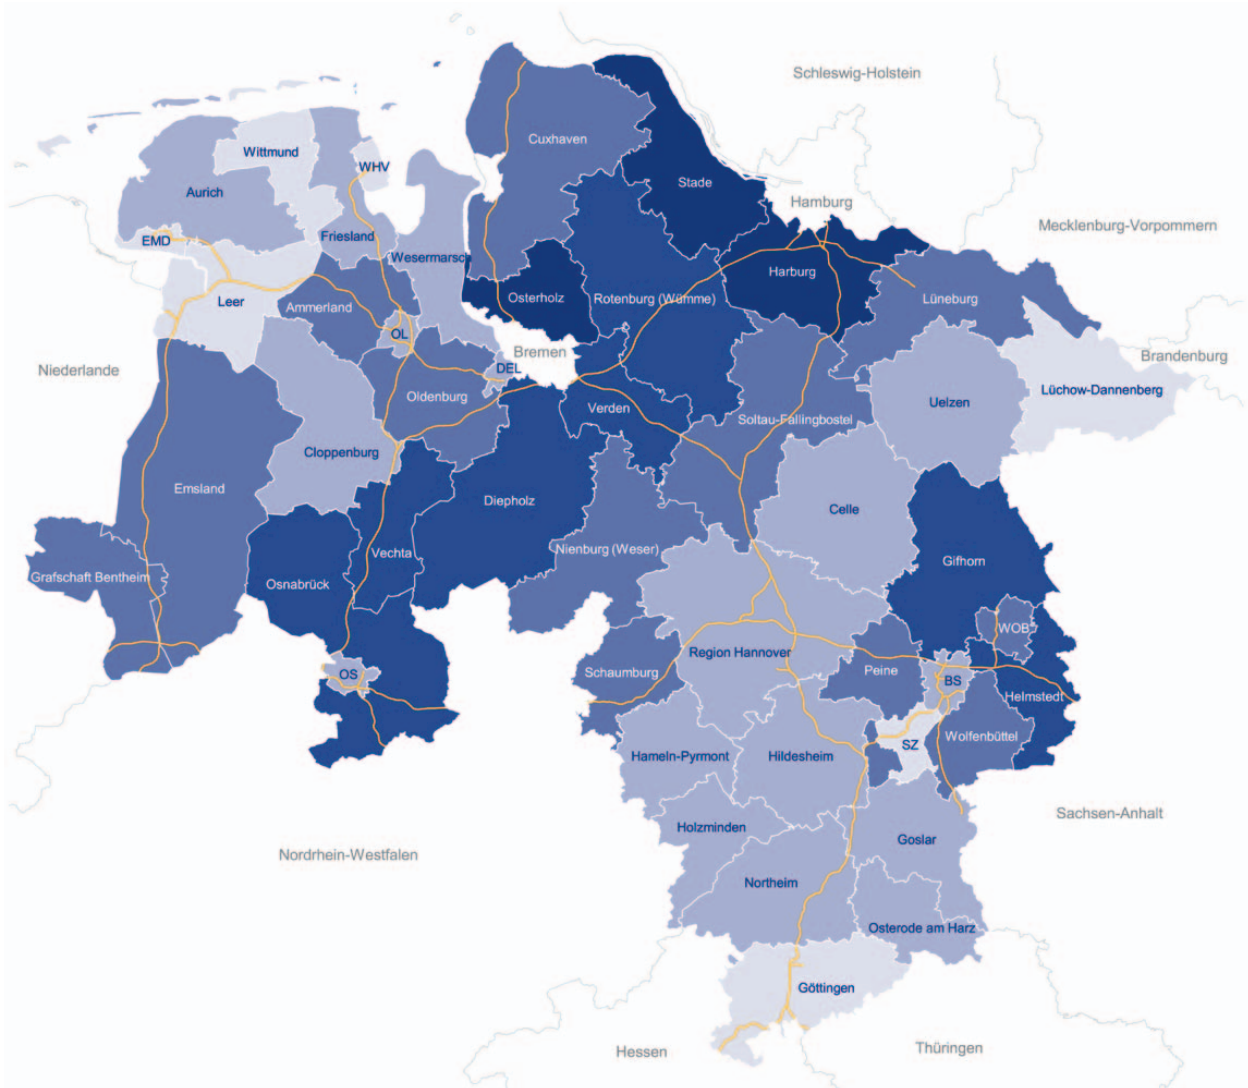 Schleswig-Holstein
Cuxhaven
Wittmund
WHV
Stade
Aurich
Hamburg
Mecklenburg-Vorpommern
EMD
Friesland
Wesermarsch
Harburg
Osterholz
Rotenburg (Wümme)
Lüneburg
Leer
Ammerland
OL
Bremen
Brandenburg
Niederlande
DEL
Lüchow-Dannenberg
Oldenburg
Uelzen
Verden
Soltau-Fallingbostel
Cloppenburg
Emsland
Diepholz
Celle
Vechta
Nienburg (Weser)
Gifhorn
Grafschaft Bentheim
Osnabrück
WOB
Region Hannover
Schaumburg
Peine
OS
BS
Helmstedt
Wolfenbüttel
SZ
Hameln-Pyrmont
Hildesheim
Sachsen-Anhalt
Holzminden
Goslar
Nordrhein-Westfalen
Northeim
Osterode am Harz
Göttingen
Hessen
Thüringen